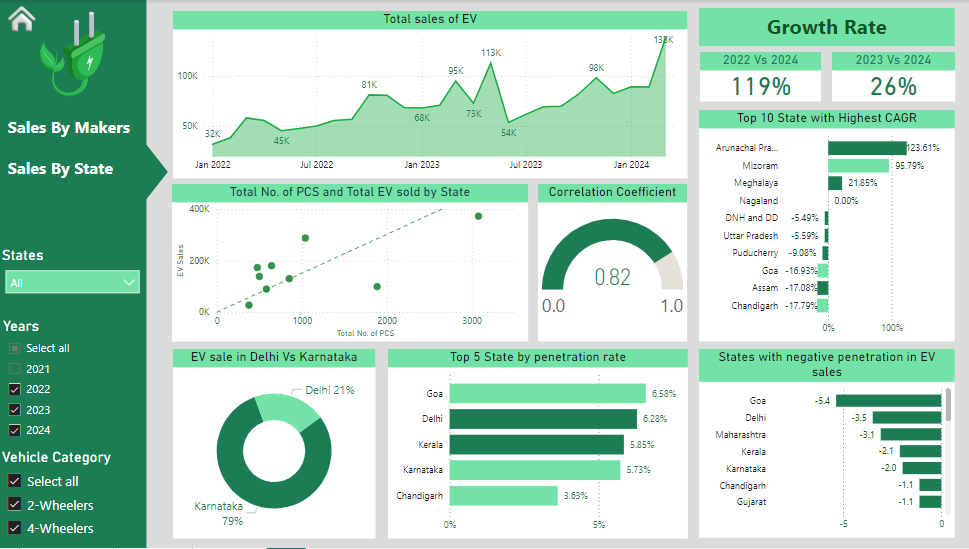 Sales By Makers
Sales By State
States
All
Years
Select all
2021
2022
2023
2024
Vehicle Category
Select all
2-Wheelers
4-Wheelers
Total sales of EV
100K
50K
32K
45K
81K
68K
95K
73K
113K
54K
98K
138K
Jan 2022
Jul 2022
Jan 2023
Jul 2023
Jan 2024
Growth Rate
2022 Vs 2024
119%
2023 Vs 2024
26%
Top 10 State with Highest CAGR
Arunachal Pra... 123.61%
Mizoram 95.79%
Meghalaya 21.85%
Nagaland 0.00%
DNH and DD -5.49%
Uttar Pradesh -5.59%
Puducherry -9.08%
Goa -16.93%
Assam -17.08%
Chandigarh -17.79%
0% 100%
Total No. of PCS and Total EV sold by State
EV Sales
400K
200K
0K
0 1000 2000 3000
Total No. of PCS
Correlation Coefficient
0.82
0.0 1.0
EV sale in Delhi Vs Karnataka
Delhi 21%
Karnataka
79%
Top 5 State by penetration rate
Goa 6.58%
Delhi 6.28%
Kerala 5.85%
Karnataka 5.73%
Chandigarh 3.63%
0% 5%
States with negative penetration in EV
sales
Goa -5.4
Delhi -3.5
Maharashtra -3.1
Kerala -2.1
Karnataka -2.0
Chandigarh -1.1
Gujarat -1.1
-5 0